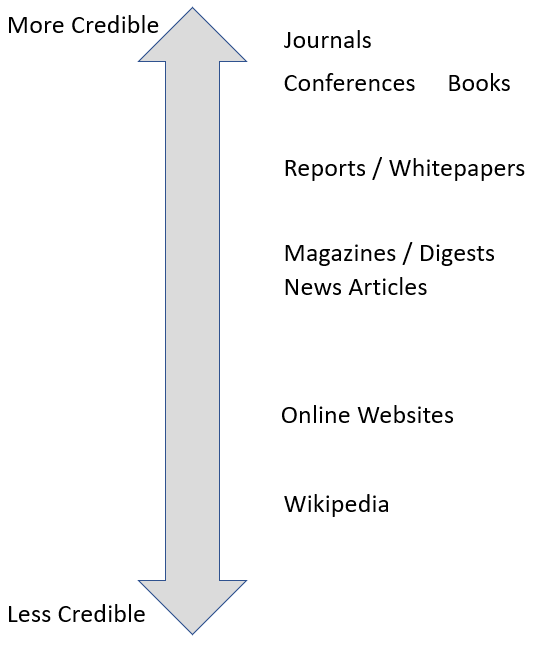 More Credible
Journals
Conferences Books
Reports / Whitepapers
Magazines / Digests
News Articles
Online Websites
Wikipedia
Less Credible